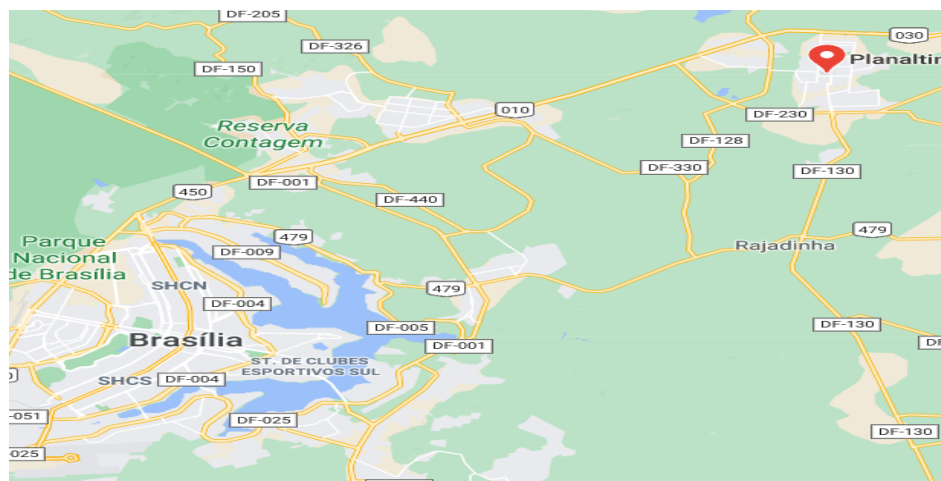 DF-205
DF-326
030
DF-150
Planaltin
010
DF-230
Reserva
Contagem
DF-128
DF-330
DF-130
DF-001
450
DF-440
479
479
Parque
Nacional
de Brasília
DF-009
Rajadinha
SHCN
479
DF-004
DF-005
DF-130
Brasília
DF-001
ST. DE CLUBES
ESPORTIVOS SUL
SHCS
DF-004
-051
DF-025
DF-130
-025